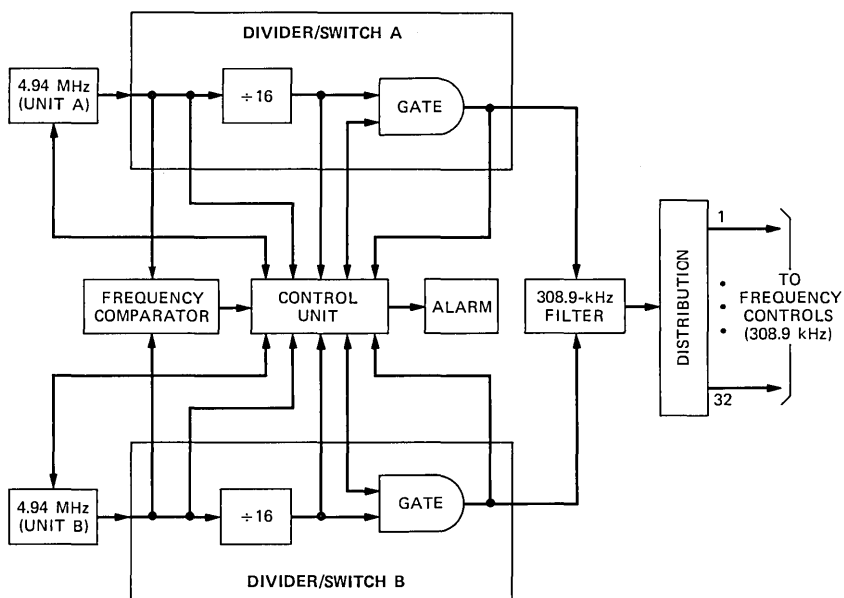 DIVIDER/SWITCH A
4.94 MHz
(UNIT A)
÷16
GATE
FREQUENCY
COMPARATOR
CONTROL
UNIT
ALARM
308.9-kHz
FILTER
DISTRIBUTION
1
32
TO
FREQUENCY
CONTROLS
(308.9 kHz)
4.94 MHz
(UNIT B)
÷16
GATE
DIVIDER/SWITCH B